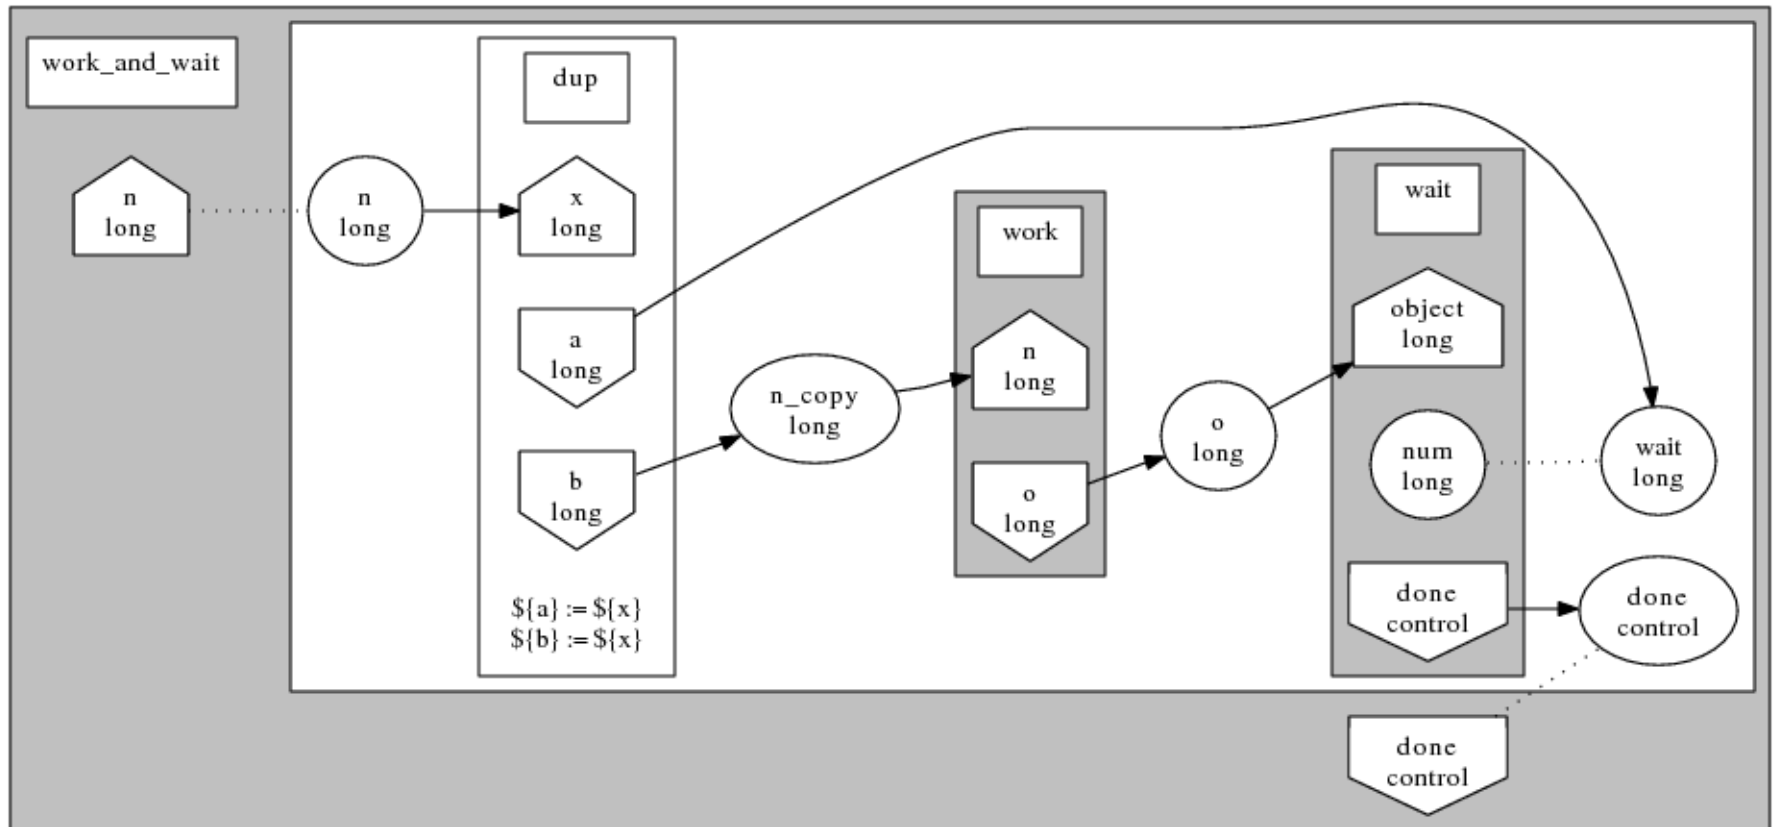 work_and_wait
n
long
n
long
dup
x
long
a
long
b
long
${a} := ${x}
${b} := ${x}
n_copy
long
work
n
long
o
long
o
long
wait
object
long
num
long
done
control
wait
long
done
control
done
control